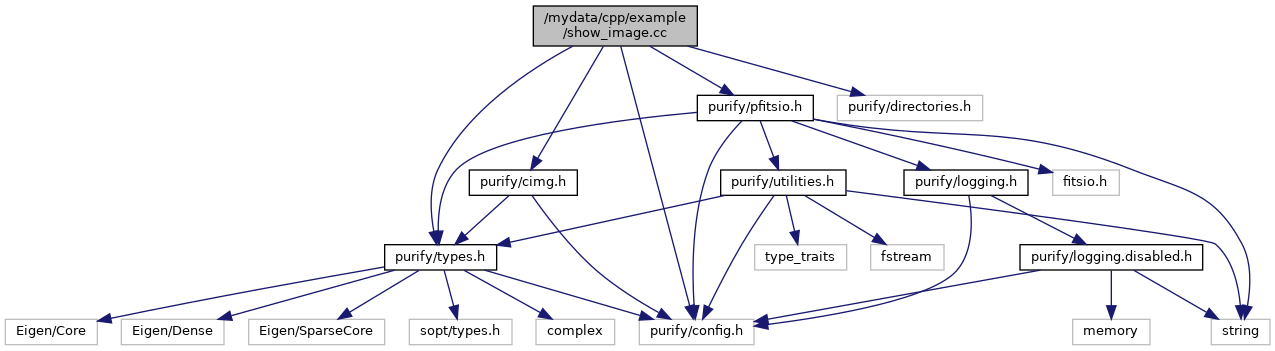 /mydata/cpp/example
/show_image.cc
purify/pfitsio.h
purify/directories.h
purify/cimg.h
purify/utilities.h
purify/logging.h
fitsio.h
purify/types.h
type_traits
fstream
purify/logging.disabled.h
Eigen/Core
Eigen/Dense
Eigen/SparseCore
sopt/types.h
complex
purify/config.h
memory
string